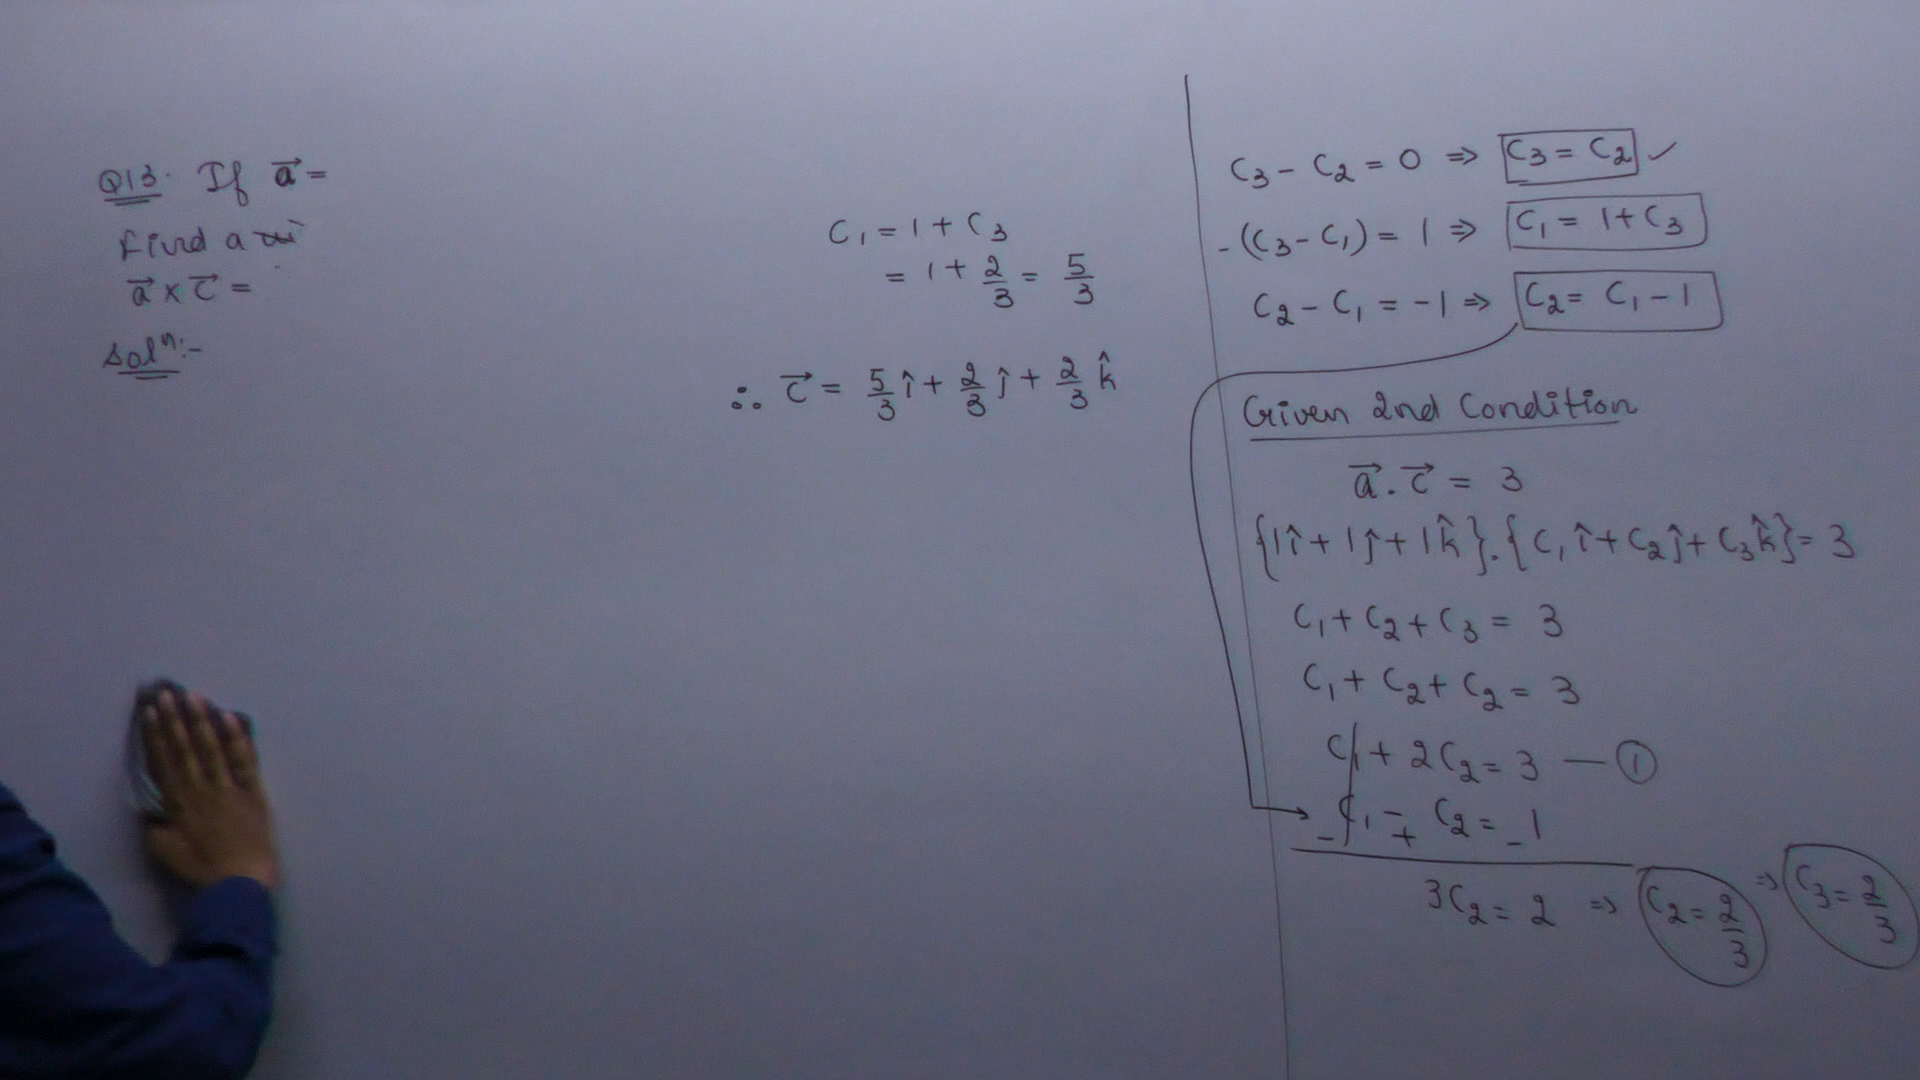 Q13. If a⃗ =
Find a
a⃗ × c⃗ =
Solⁿ:-
C₁ = 1 + C₃
= 1 + 2/3 = 5/3
∴ c⃗ = 5/3 î + 2/3 ĵ + 2/3 k̂
C₃ - C₂ = 0 ⇒ C₃ = C₂ ✓
-(C₃ - C₁) = 1 ⇒ C₁ = 1 + C₃
C₂ - C₁ = -1 ⇒ C₂ = C₁ - 1
Given 2nd Condition
a⃗ . c⃗ = 3
{1î + 1ĵ + 1k̂}.{C₁î + C₂ĵ + C₃k̂} = 3
C₁ + C₂ + C₃ = 3
C₁ + C₂ + C₂ = 3
C₁ + 2C₂ = 3 — ①
C₁ - C₂ = 1
- + -
3C₂ = 2 ⇒ C₂ = 2/3 ⇒ C₃ = 2/3